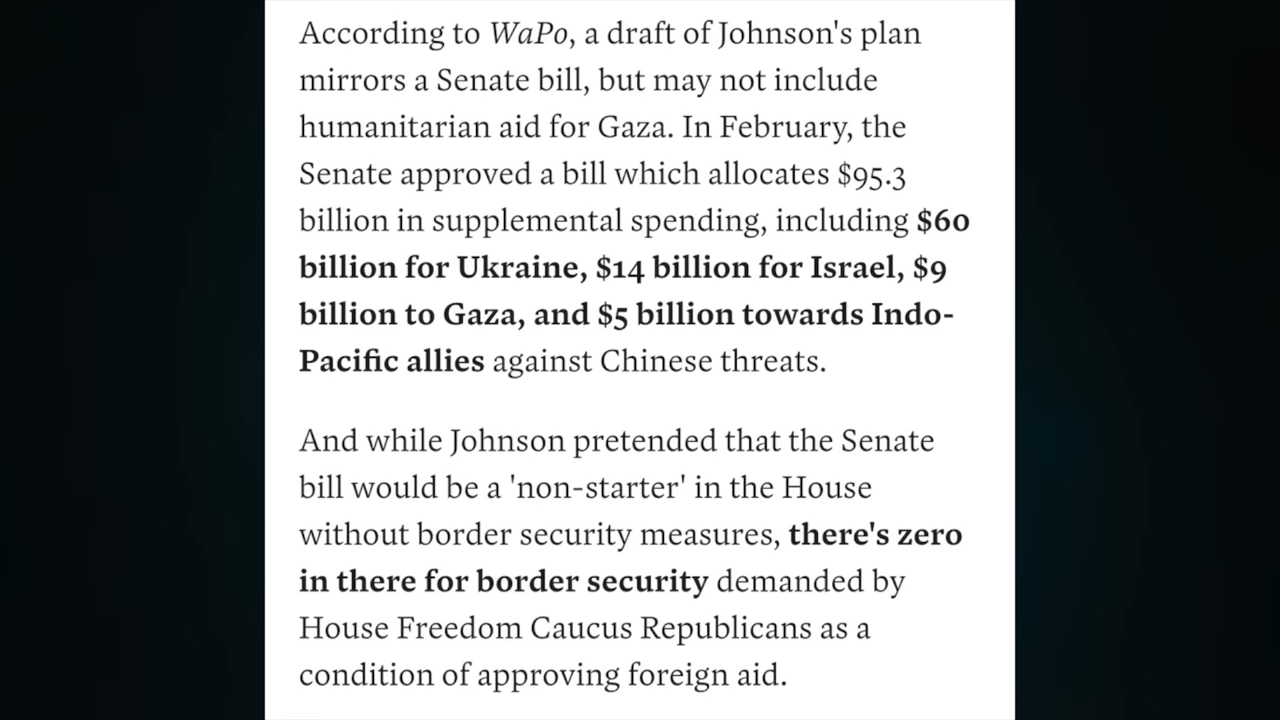 According to WaPo, a draft of Johnson's plan
mirrors a Senate bill, but may not include
humanitarian aid for Gaza. In February, the
Senate approved a bill which allocates $95.3
billion in supplemental spending, including $60
billion for Ukraine, $14 billion for Israel, $9
billion to Gaza, and $5 billion towards Indo-
Pacific allies against Chinese threats.
And while Johnson pretended that the Senate
bill would be a 'non-starter' in the House
without border security measures, there's zero
in there for border security demanded by
House Freedom Caucus Republicans as a
condition of approving foreign aid.